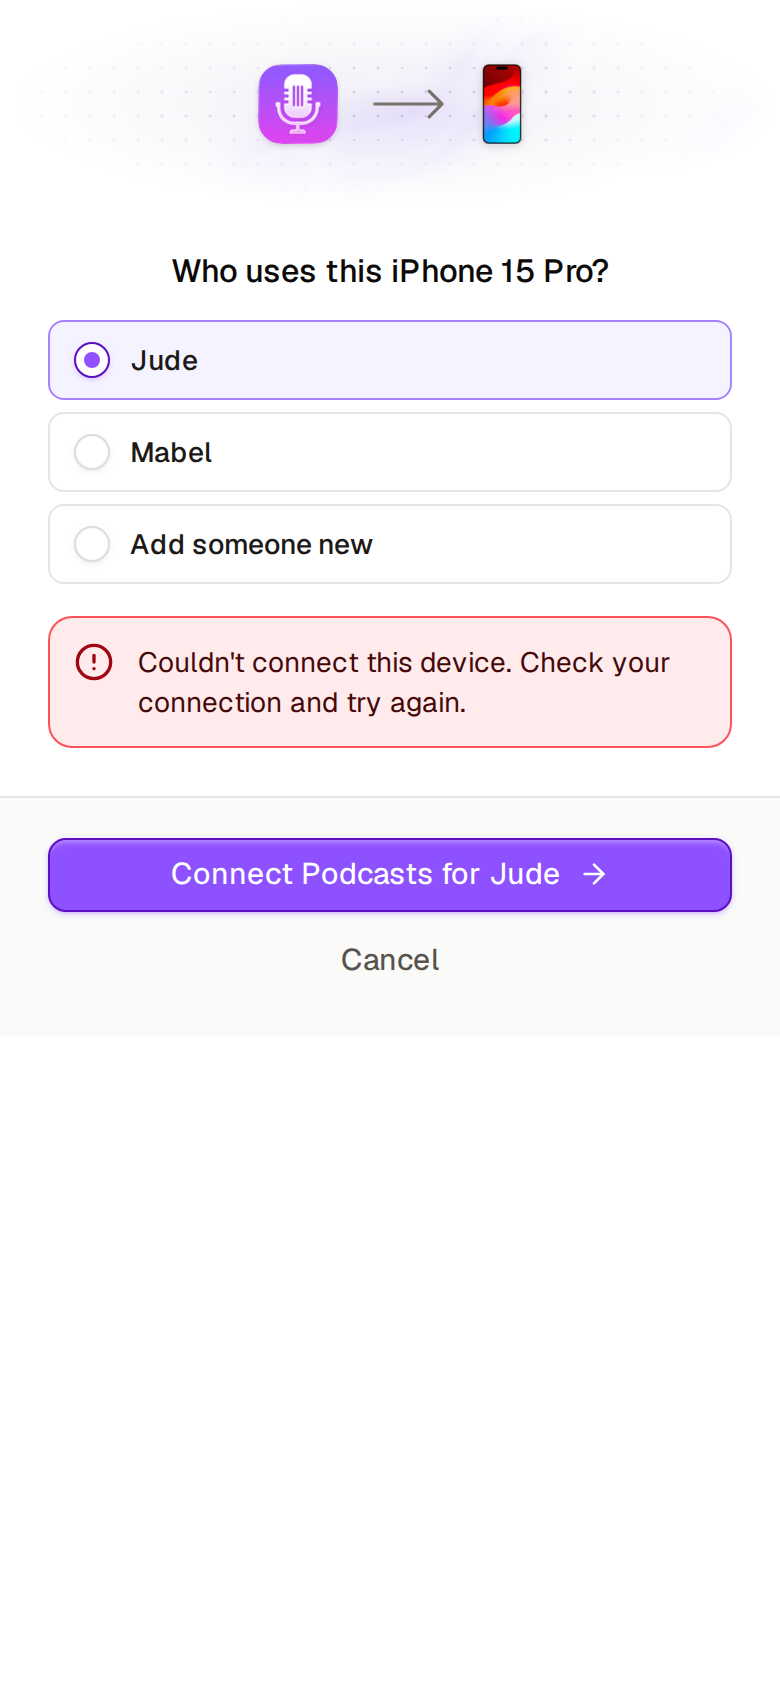 Who uses this iPhone 15 Pro?
Jude
Mabel
Add someone new
Couldn't connect this device. Check your
connection and try again.
Connect Podcasts for Jude
Cancel